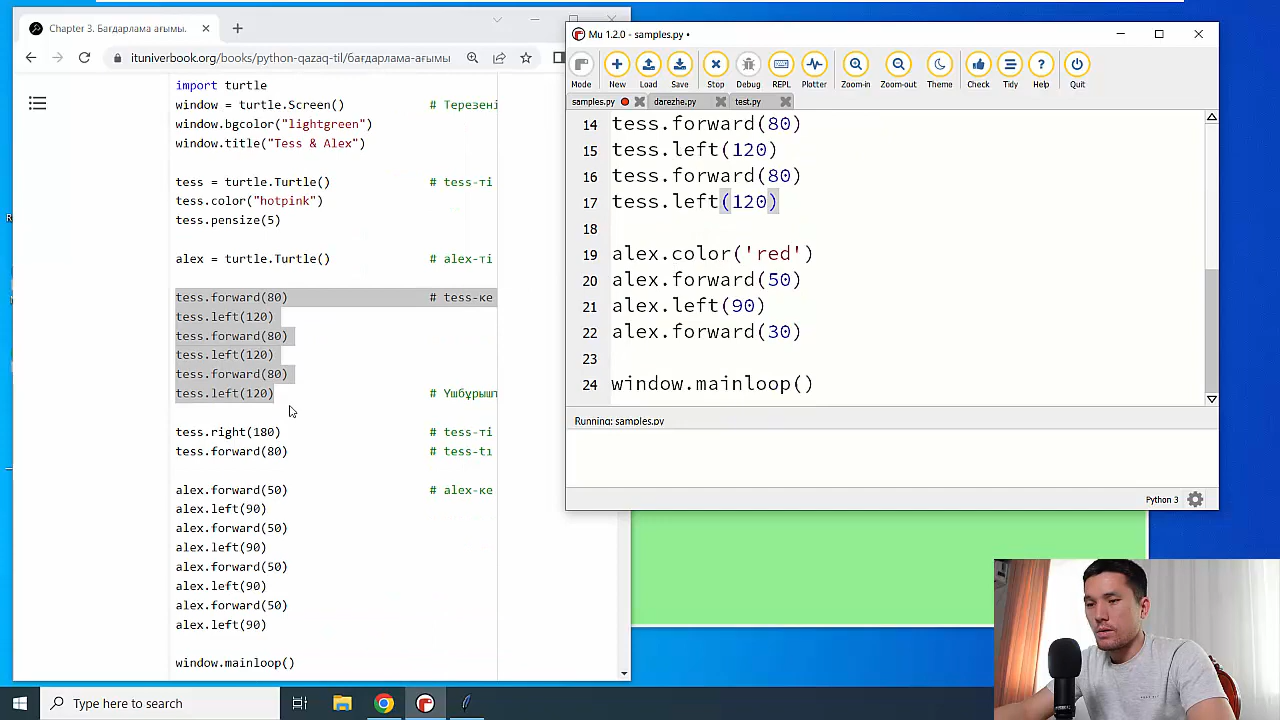 Chapter 3. Бағдарлама ағымы.
ituniverbook.org/books/python-qazaq-til/бағдарлама-ағымы
import turtle
window = turtle.Screen() # Терезені
window.bgcolor("lightgreen")
window.title("Tess & Alex")
tess = turtle.Turtle() # tess-ті
tess.color("hotpink")
tess.pensize(5)
alex = turtle.Turtle() # alex-ті
tess.forward(80) # tess-ке
tess.left(120)
tess.forward(80)
tess.left(120)
tess.forward(80)
tess.left(120) # Үшбұрышт
tess.right(180) # tess-ті
tess.forward(80) # tess-ті
alex.forward(50) # alex-ке
alex.left(90)
alex.forward(50)
alex.left(90)
alex.forward(50)
alex.left(90)
alex.forward(50)
alex.left(90)
window.mainloop()
Mu 1.2.0 - samples.py •
Mode New Load Save Stop Debug REPL Plotter Zoom-in Zoom-out Theme Check Tidy Help Quit
samples.py darezhe.py test.py
14 tess.forward(80)
15 tess.left(120)
16 tess.forward(80)
17 tess.left(120)
18
19 alex.color('red')
20 alex.forward(50)
21 alex.left(90)
22 alex.forward(30)
23
24 window.mainloop()
Running: samples.py
Python 3
Type here to search